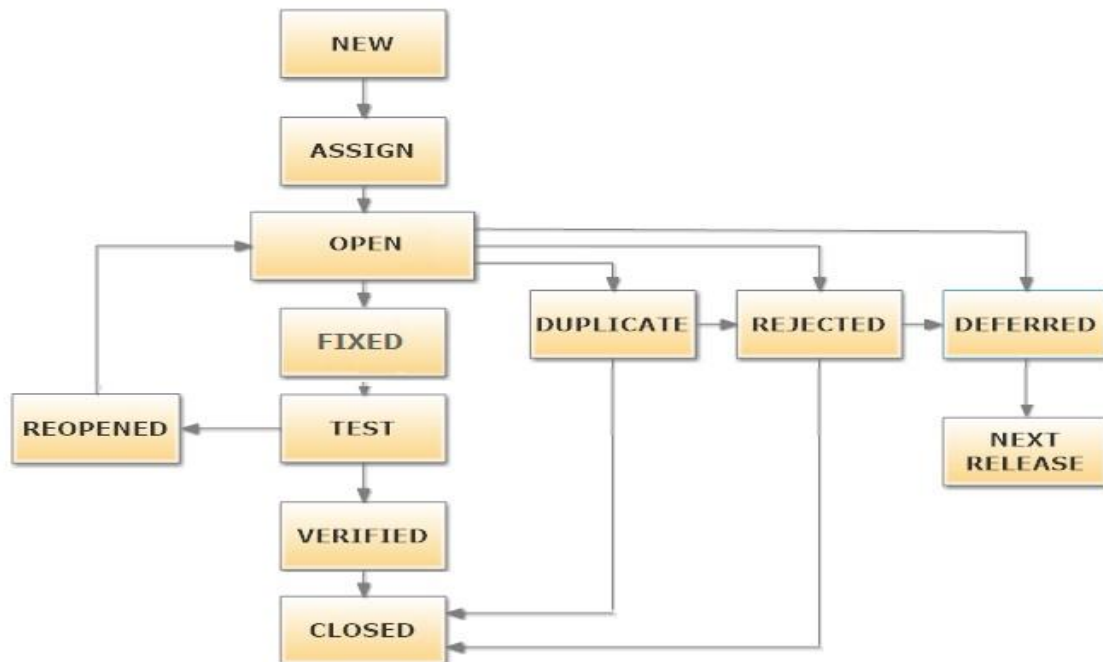 NEW
ASSIGN
OPEN
FIXED
DUPLICATE
REJECTED
DEFERRED
REOPENED
TEST
NEXT
RELEASE
VERIFIED
CLOSED